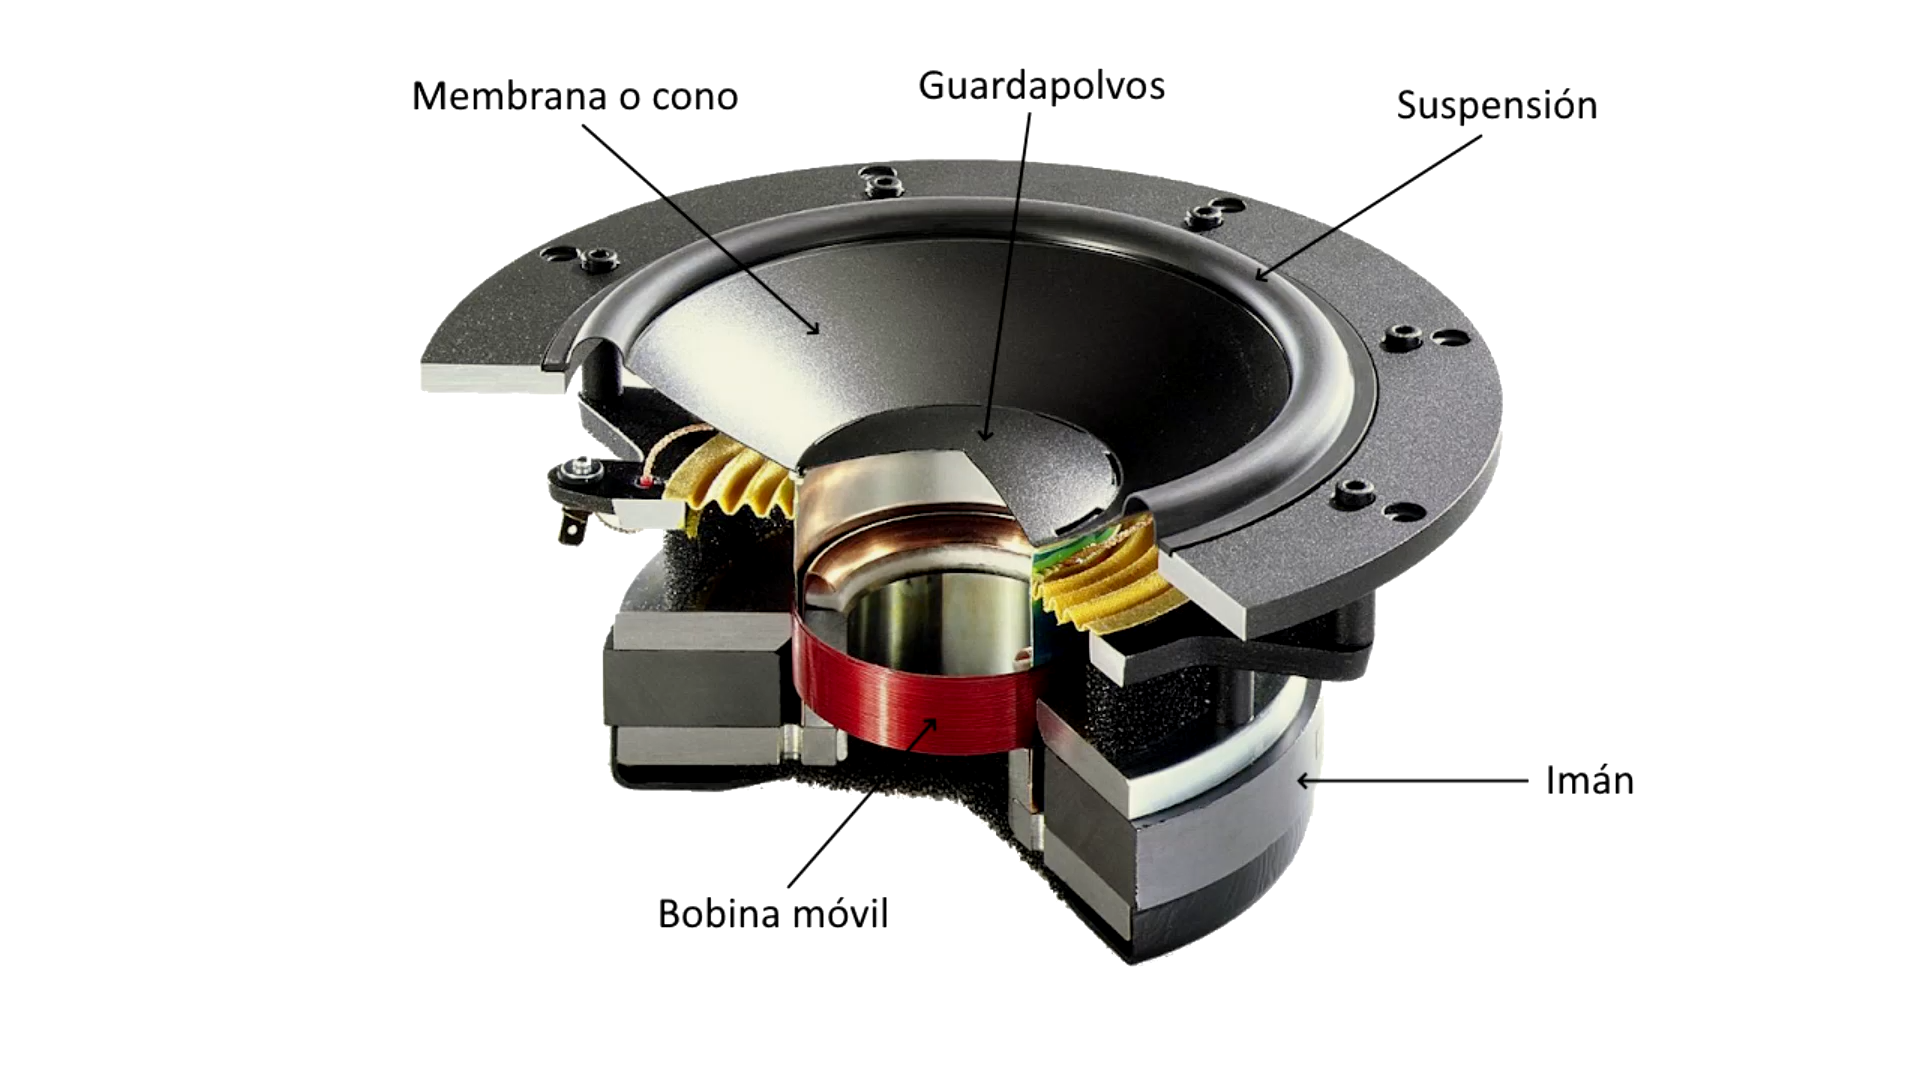 Membrana o cono
Guardapolvos
Suspensión
Imán
Bobina móvil